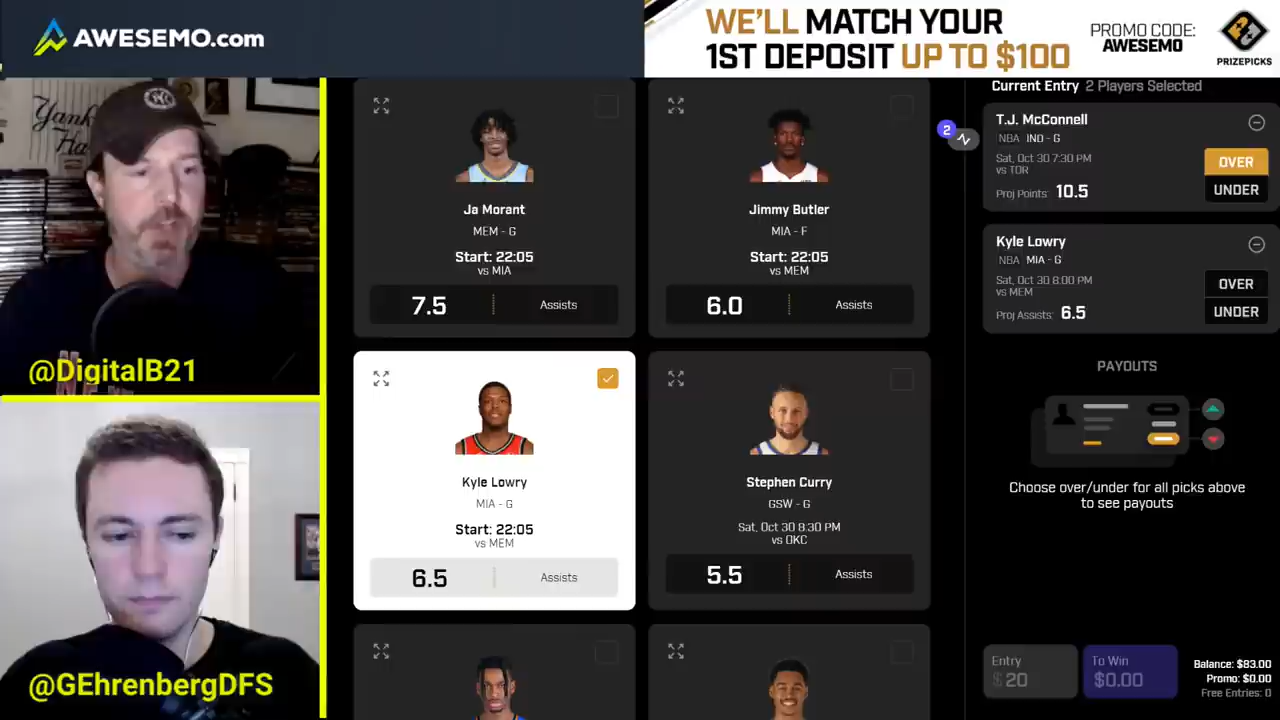 AWESEMO.com
WE'LL MATCH YOUR
1ST DEPOSIT UP TO $100
PROMO CODE:
AWESEMO
PRIZEPICKS
Yankees
@DigitalB21
@GEhrenbergDFS
Ja Morant
MEM - G
Start: 22:05
vs MIA
7.5 Assists
Jimmy Butler
MIA - F
Start: 22:05
vs MEM
6.0 Assists
Kyle Lowry
MIA - G
Start: 22:05
vs MEM
6.5 Assists
Stephen Curry
GSW - G
Sat, Oct 30 8:30 PM
vs OKC
5.5 Assists
2
Current Entry 2 Players Selected
T.J. McConnell
NBA IND - G
Sat, Oct 30 7:30 PM
vs TOR
Proj Points: 10.5
OVER
UNDER
Kyle Lowry
NBA MIA - G
Sat, Oct 30 8:00 PM
vs MEM
Proj Assists: 6.5
OVER
UNDER
PAYOUTS
Choose over/under for all picks above
to see payouts
Entry
$ 20
To Win
$0.00
Balance: $83.00
Promo: $0.00
Free Entries: 0